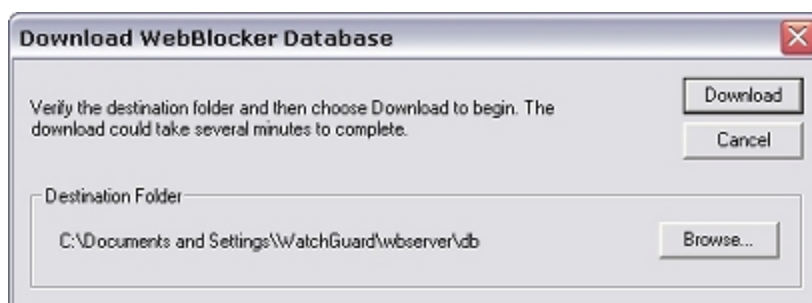 Download WebBlocker Database
Verify the destination folder and then choose Download to begin. The
download could take several minutes to complete.
Download
Cancel
Destination Folder
C:\Documents and Settings\WatchGuard\wbserver\db
Browse...